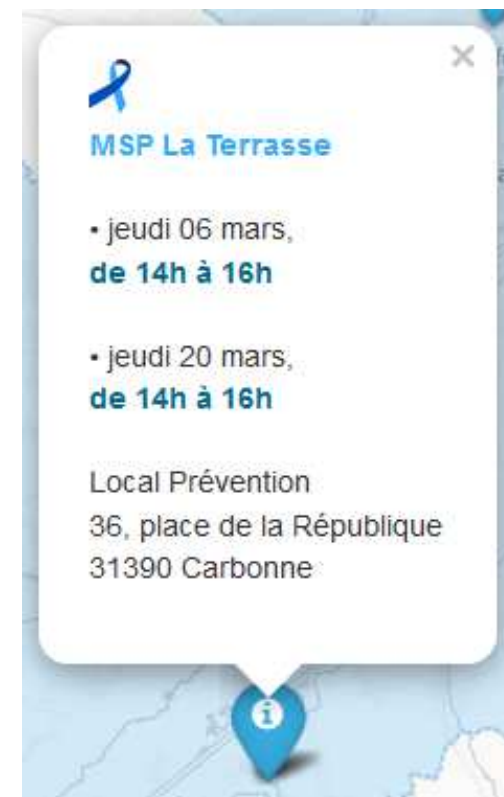 MSP La Terrasse
• jeudi 06 mars,
de 14h à 16h
• jeudi 20 mars,
de 14h à 16h
Local Prévention
36, place de la République
31390 Carbonne